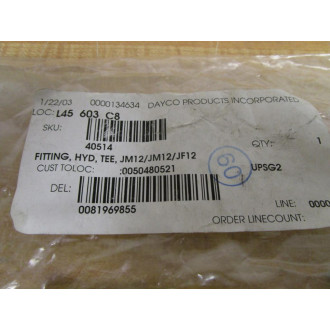 1/22/03 0000134634 DAYCO PRODUCTS INCORPORATED
LOC: L45 603 C8
SKU:
40514 QTY: 1
FITTING, HYD, TEE, JM12/JM12/JF12
CUST TOLOC: :0050480521 60 UPSG2
DEL:
0081969855 LINE: 0000
ORDER LINECOUNT: